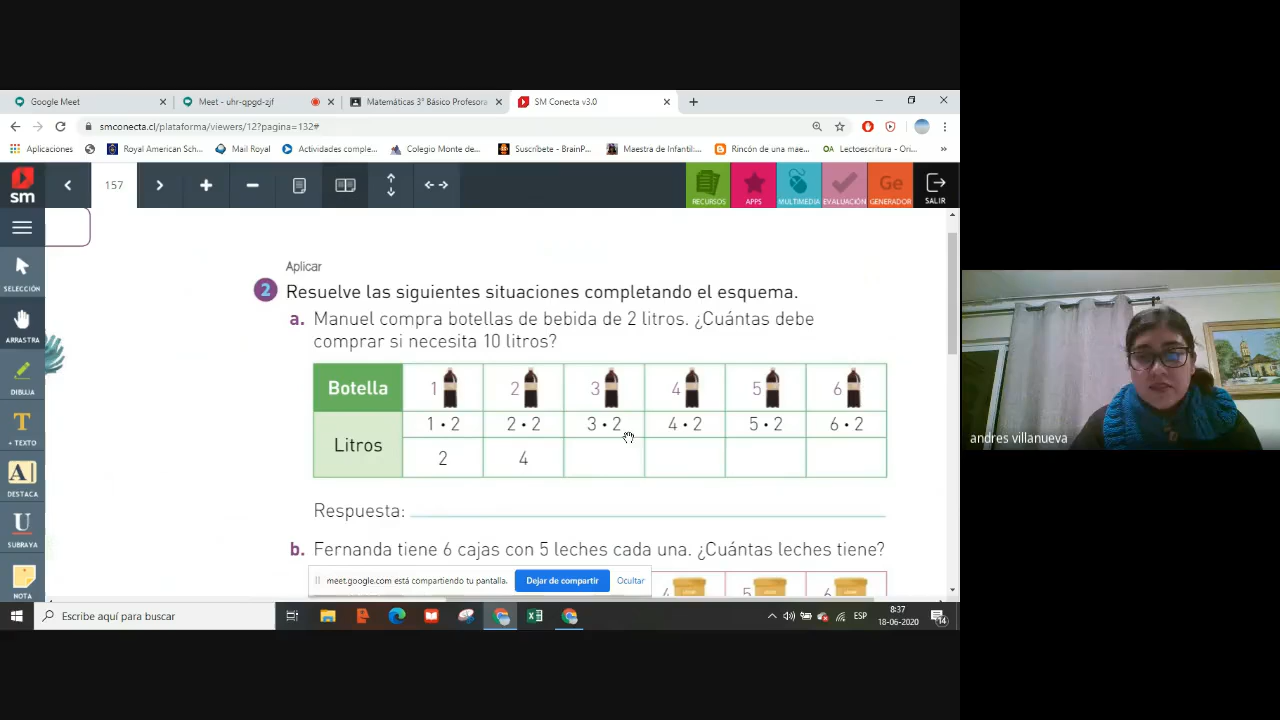 Google Meet
Meet - uhr-qpgd-zjf
Matemáticas 3° Básico Profesora
SM Conecta v3.0
smconecta.cl/plataforma/viewers/12?pagina=132#
Aplicaciones
Royal American Sch...
Mail Royal
Actividades comple...
Colegio Monte de...
Suscríbete - BrainP...
Maestra de Infantil:...
Rincón de una mae...
OA Lectoescritura - Ori...
sm
157
RECURSOS
APPS
MULTIMEDIA
EVALUACIÓN
Ge
GENERADOR
SALIR
SELECCIÓN
ARRASTRA
DIBUJA
T
+ TEXTO
A
DESTACA
U
SUBRAYA
NOTA
Aplicar
2 Resuelve las siguientes situaciones completando el esquema.
a. Manuel compra botellas de bebida de 2 litros. ¿Cuántas debe
comprar si necesita 10 litros?
Botella 1 2 3 4 5 6
Litros 1 • 2 2 • 2 3 • 2 4 • 2 5 • 2 6 • 2
2 4
Respuesta:
b. Fernanda tiene 6 cajas con 5 leches cada una. ¿Cuántas leches tiene?
4 5 6
meet.google.com está compartiendo tu pantalla.
Dejar de compartir
Ocultar
andres villanueva
Escribe aquí para buscar
ESP
8:37
18-06-2020
14